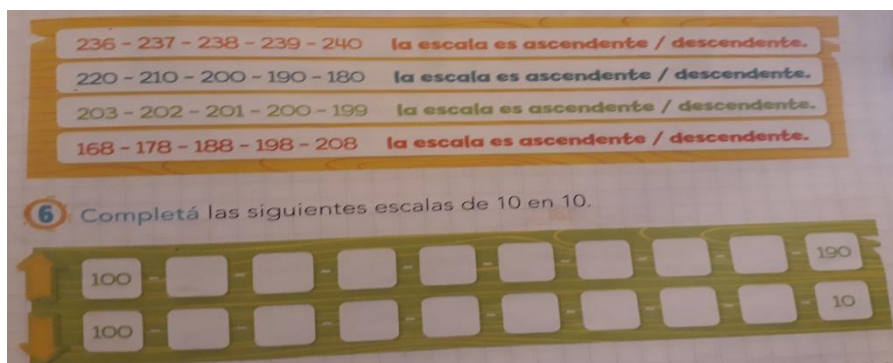 236 - 237 - 238 - 239 - 240 la escala es ascendente / descendente.
220 - 210 - 200 - 190 - 180 la escala es ascendente / descendente.
203 - 202 - 201 - 200 - 199 la escala es ascendente / descendente.
168 - 178 - 188 - 198 - 208 la escala es ascendente / descendente.
6 Completá las siguientes escalas de 10 en 10.
100 - - - - - - - - - 190
100 - - - - - - - - - 10